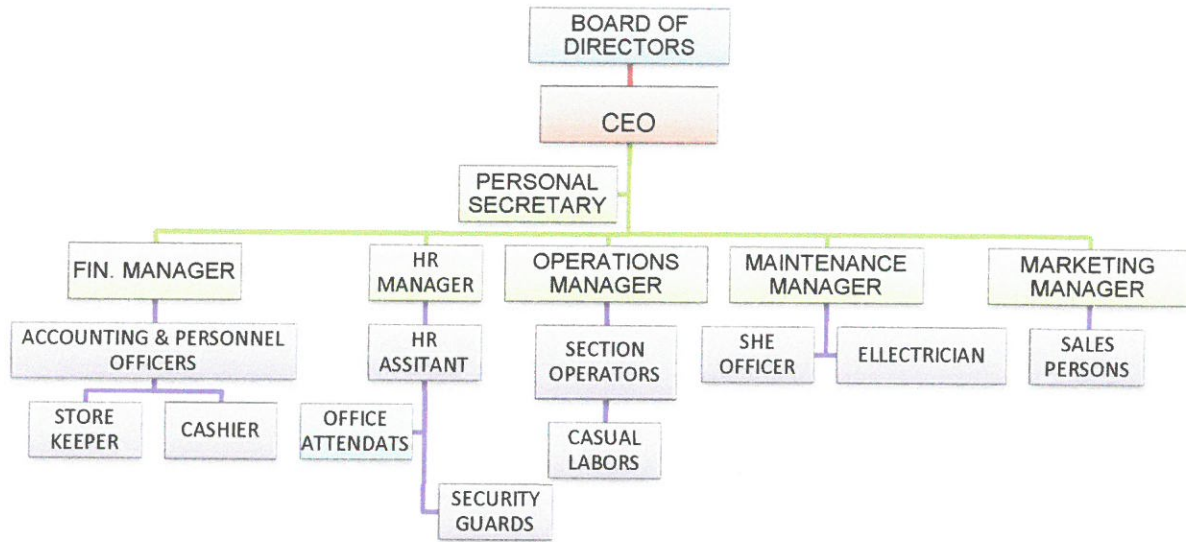 BOARD OF
DIRECTORS
CEO
PERSONAL
SECRETARY
FIN. MANAGER
HR
MANAGER
OPERATIONS
MANAGER
MAINTENANCE
MANAGER
MARKETING
MANAGER
ACCOUNTING & PERSONNEL
OFFICERS
HR
ASSITANT
SECTION
OPERATORS
SHE
OFFICER
ELLECTRICIAN
SALES
PERSONS
STORE
KEEPER
CASHIER
OFFICE
ATTENDATS
CASUAL
LABORS
SECURITY
GUARDS